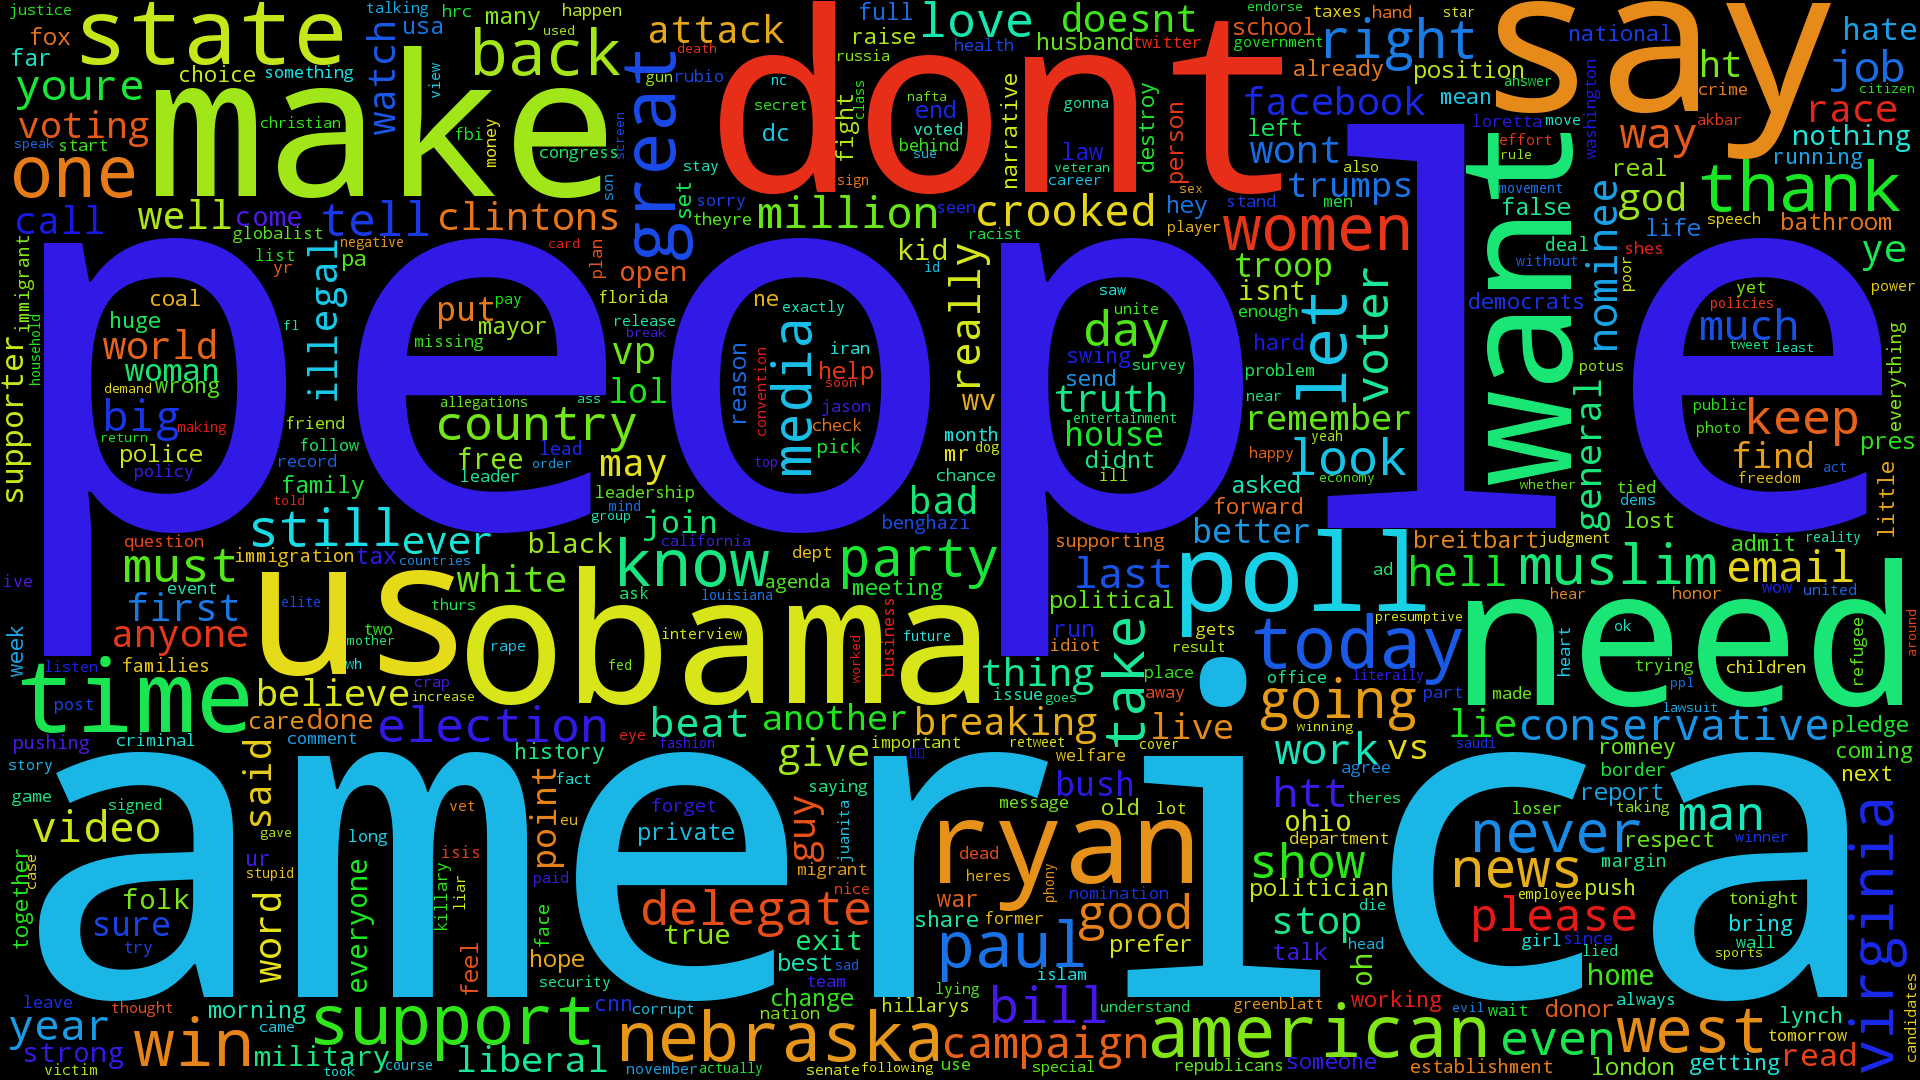 justice
state
talking
hrc
many
happen
used
attack
full
raise
love
doesnt
endorse
school
taxes
hand
star
say
national
hate
fox
far
choice
something
watch
usa
view
back
death
twitter
husband
health
russia
government
right
already
position
washington
ht
job
youre
make
christian
money
fbi
congress
screen
great
gun
rubio
dont
nc
secret
dc
fight
class
nafta
end
voted
behind
sue
gonna
narrative
law
veteran
career
destroy
person
facebook
left
wont
mean
answer
loretta
move
effort
rule
crime
akbar
citizen
race
voting
speak
start
one
son
stay
sign
also
trumps
want
movement
way
real
god
nothing
running
thank
call
well
come
tell
clintons
set
sorry
theyre
million
seen
crooked
hey
sex
stand
men
player
women
false
nominee
life
speech
bathroom
globalist
list
yr
negative
pa
card
plan
open
kid
id
racist
really
troop
isnt
enough
deal
without
shes
poor
ye
power
immigrant
supporter
household
people
coal
huge
world
woman
wrong
demand
big
return
making
police
policy
fl
illegal
put
pay
mayor
missing
florida
release
break
vp
lol
ne
exactly
media
iran
reason
convention
help
soon
jason
check
pick
top
wv
saw
unite
day
swing
survey
send
truth
entertainment
house
didnt
ill
problem
near
let
voter
democrats
potus
much
yet
policies
tweet
least
everything
public
photo
keep
find
act
freedom
pres
remember
yeah
happy
look
economy
whether
general
tied
dems
lost
little
friend
follow
record
family
told
allegations
ass
country
free
lead
leader
order
may
leadership
mind
group
month
mr
dog
chance
bad
benghazi
asked
forward
better
question
still
ever
immigration
tax
countries
black
white
join
california
know
dept
agenda
ask
louisiana
party
meeting
supporting
last
political
poll
ad
breitbart
judgment
hell
muslim
admit
reality
email
must
event
live
first
anyone
elite
us
thurs
two
mother
wh
obama
rape
interview
fed
worked
business
future
run
idiot
gets
result
today
presumptive
hear
honor
wow
united
need
ok
heart
trying
children
refugee
around
week
listen
families
time
post
believe
crap
increase
thing
issue
goes
take
place
away
office
literally
going
part
made
ppl
lawsuit
pushing
criminal
care
done
comment
election
eye
beat
fashion
another
important
breaking
retweet
live
cover
winning
lie
conservative
pledge
story
game
signed
said
history
fact
give
saying
welfare
message
bush
old
lot
work
agree
vs
saudi
romney
border
coming
next
htt
theres
report
video
america
gave
long
vet
point
eu
forget
private
guy
juanita
ryan
dead
heres
ohio
department
loser
taking
never
man
winner
respect
margin
virginia
together
case
folk
sure
try
ur
stupid
word
everyone
isis
killary
liar
feel
paid
face
migrant
nice
delegate
true
war
nomination
phony
share
former
good
show
politician
die
news
employee
push
please
tonight
bring
wall
sports
exit
best
sad
team
hope
security
paul
prefer
islam
lying
stop
talk
head
oh
girl
since
lied
home
leave
thought
morning
cnn
corrupt
change
nation
hillarys
bill
understand
greenblatt
working
evil
wait
donor
always
lynch
tomorrow
candidates
year
came
strong
victim
win
military
took
course
support
liberal
nebraska
november
actually
senate
following
campaign
use
special
american
republicans
someone
even
establishment
london
west
getting
read